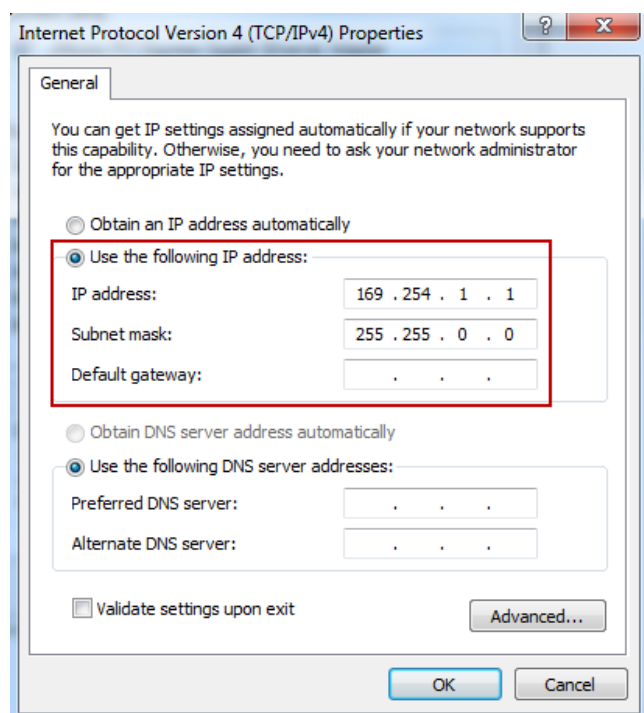 Internet Protocol Version 4 (TCP/IPv4) Properties
General
You can get IP settings assigned automatically if your network supports
this capability. Otherwise, you need to ask your network administrator
for the appropriate IP settings.
Obtain an IP address automatically
Use the following IP address:
IP address: 169 . 254 . 1 . 1
Subnet mask: 255 . 255 . 0 . 0
Default gateway: . . .
Obtain DNS server address automatically
Use the following DNS server addresses:
Preferred DNS server: . . .
Alternate DNS server: . . .
Validate settings upon exit
Advanced...
OK Cancel